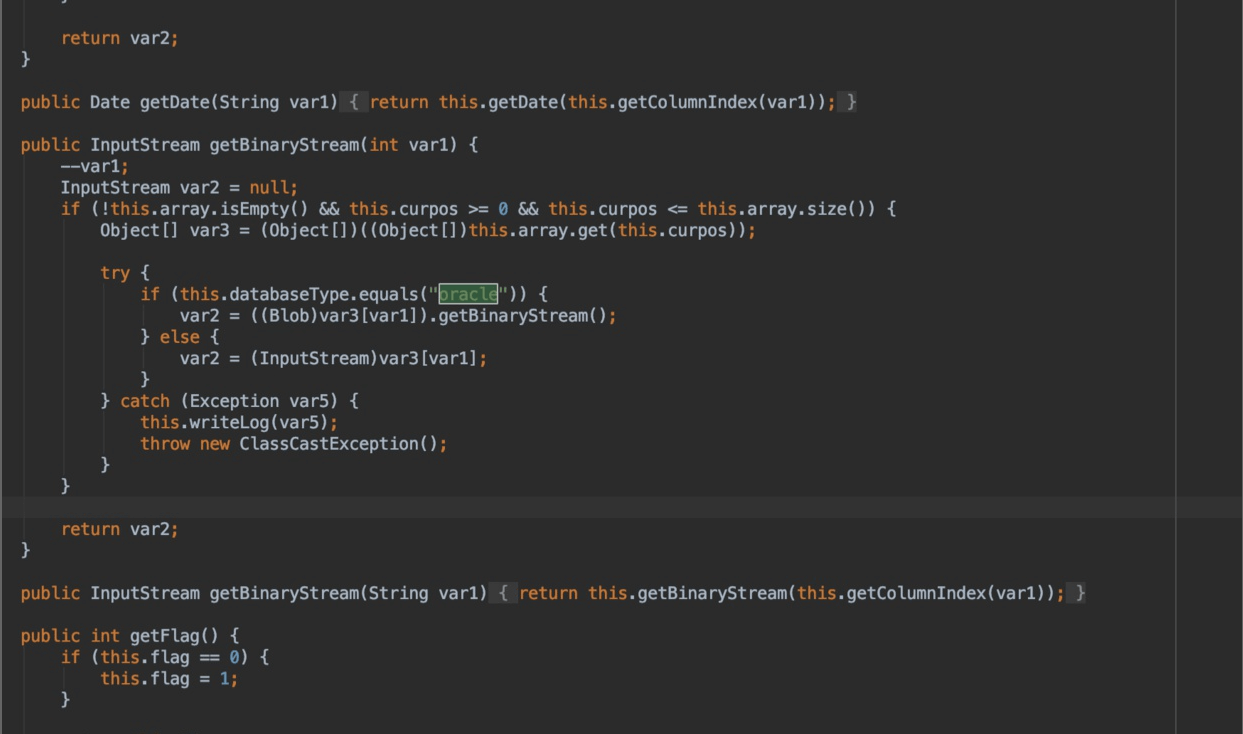 return var2;
}

public Date getDate(String var1) { return this.getDate(this.getColumnIndex(var1)); }

public InputStream getBinaryStream(int var1) {
    --var1;
    InputStream var2 = null;
    if (!this.array.isEmpty() && this.curpos >= 0 && this.curpos <= this.array.size()) {
        Object[] var3 = (Object[])((Object[])this.array.get(this.curpos));

        try {
            if (this.databaseType.equals("oracle")) {
                var2 = ((Blob)var3[var1]).getBinaryStream();
            } else {
                var2 = (InputStream)var3[var1];
            }
        } catch (Exception var5) {
            this.writeLog(var5);
            throw new ClassCastException();
        }
    }

    return var2;
}

public InputStream getBinaryStream(String var1) { return this.getBinaryStream(this.getColumnIndex(var1)); }

public int getFlag() {
    if (this.flag == 0) {
        this.flag = 1;
    }